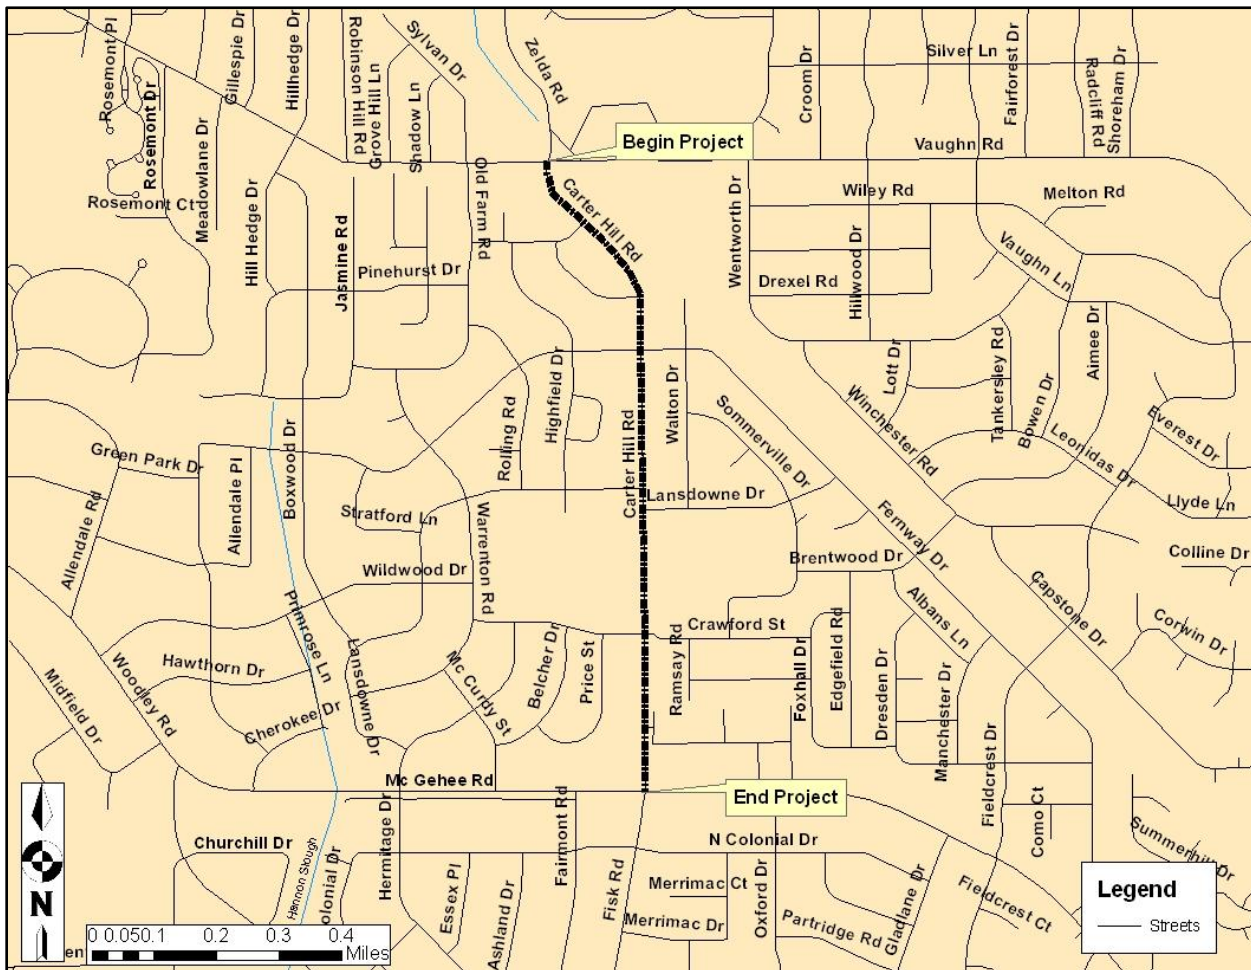 Rosemont Pl
Gillespie Dr
Hillhedge Dr
Robinson Hill Rd
Grove Hill Ln
Shadow Ln
Sylvan Dr
Zelda Rd
Croom Dr
Silver Ln
Fairforest Dr
Radcliff Rd
Shoreham Dr
Rosemont Dr
Meadowlane Dr
Begin Project
Vaughn Rd
Rosemont Ct
Hill Hedge Dr
Jasmine Rd
Old Farm Rd
Carter Hill Rd
Wentworth Dr
Wiley Rd
Melton Rd
Pinehurst Dr
Drexel Rd
Hillwood Dr
Vaughn Ln
Highfield Dr
Rolling Rd
Carter Hill Rd
Walton Dr
Sommerville Dr
Lott Dr
Winchester Rd
Tankersley Rd
Bowen Dr
Aimee Dr
Leonidas Dr
Everest Dr
Green Park Dr
Allendale Pl
Boxwood Dr
Allendale Rd
Stratford Ln
Warrenton Rd
Lansdowne Dr
Fernway Dr
Llyde Ln
Colline Dr
Wildwood Dr
Brentwood Dr
Albans Ln
Capstone Dr
Corwin Dr
Primrose Ln
Lansdowne Dr
Hawthorn Dr
Cherokee Dr
Woodley Rd
Midfield Dr
Mc Curdy St
Belcher Dr
Price St
Ramsay Rd
Crawford St
Foxhall Dr
Edgefield Rd
Dresden Dr
Manchester Dr
Fieldcrest Dr
Mc Gehee Rd
End Project
Como Ct
Summerhill Dr
Churchill Dr
Hannon Slough
Colonial Dr
Hermitage Dr
Essex Pl
Ashland Dr
Fairmont Rd
Fisk Rd
N Colonial Dr
Merrimac Ct
Merrimac Dr
Oxford Dr
Partridge Rd
Gladlane Dr
Fieldcrest Ct
N
0 0.050.1 0.2 0.3 0.4
Miles
en
Legend
Streets